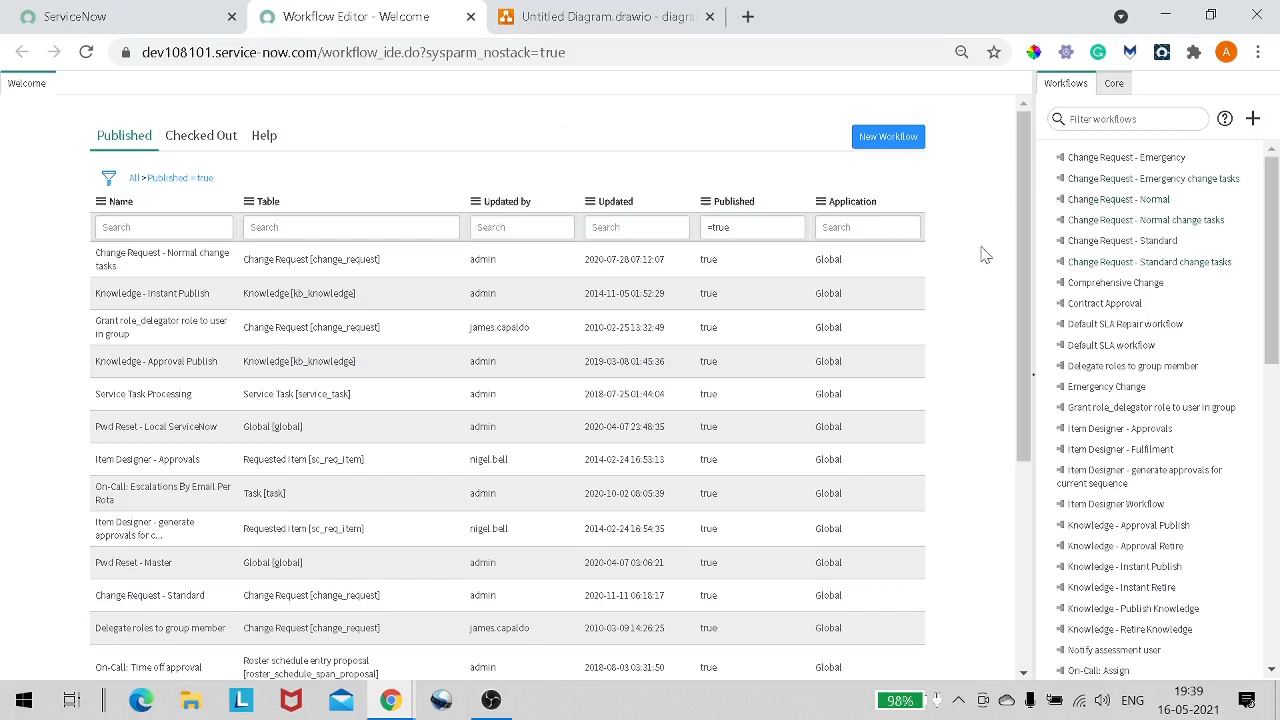 ServiceNow
Workflow Editor - Welcome
Untitled Diagram.drawio - diagra
dev108101.service-now.com/workflow_ide.do?sysparm_nostack=true
A
Welcome
Workflows
Core
Published
Checked Out
Help
New Workflow
Filter workflows
All > Published = true
Name
Table
Updated by
Updated
Published
Application
Search
Search
Search
Search
=true
Search
Change Request - Normal change
tasks
Change Request [change_request]
admin
2020-07-28 07:12:07
true
Global
Knowledge - Instant Publish
Knowledge [kb_knowledge]
admin
2014-11-05 01:52:29
true
Global
Grant role_delegator role to user
in group
Change Request [change_request]
james.capaldo
2010-02-25 13:32:49
true
Global
Knowledge - Approval Publish
Knowledge [kb_knowledge]
admin
2019-03-08 01:45:36
true
Global
Service Task Processing
Service Task [service_task]
admin
2018-07-25 01:44:04
true
Global
Pwd Reset - Local ServiceNow
Global [global]
admin
2020-04-07 23:48:35
true
Global
Item Designer - Approvals
Requested Item [sc_req_item]
nigel.bell
2014-02-24 16:53:13
true
Global
On-Call: Escalations By Email Per
Rota
Task [task]
admin
2020-10-02 08:05:39
true
Global
Item Designer - generate
approvals for c...
Requested Item [sc_req_item]
nigel.bell
2014-02-24 16:54:35
true
Global
Pwd Reset - Master
Global [global]
admin
2020-04-07 03:06:21
true
Global
Change Request - Standard
Change Request [change_request]
admin
2020-11-11 06:18:17
true
Global
Delegate roles to group member
Change Request [change_request]
james.capaldo
2010-03-09 14:26:25
true
Global
On-Call: Time off approval
Roster schedule entry proposal
[roster_schedule_span_proposal]
admin
2018-08-03 03:31:50
true
Global
Change Request - Emergency
Change Request - Emergency change tasks
Change Request - Normal
Change Request - Normal change tasks
Change Request - Standard
Change Request - Standard change tasks
Comprehensive Change
Contract Approval
Default SLA Repair workflow
Default SLA workflow
Delegate roles to group member
Emergency Change
Grant role_delegator role to user in group
Item Designer - Approvals
Item Designer - Fulfilment
Item Designer - generate approvals for
current sequence
Item Designer Workflow
Knowledge - Approval Publish
Knowledge - Approval Retire
Knowledge - Instant Publish
Knowledge - Instant Retire
Knowledge - Publish Knowledge
Knowledge - Retire Knowledge
Notify assessment user
On-Call: Assign
L
98%
ENG
19:39
16-05-2021